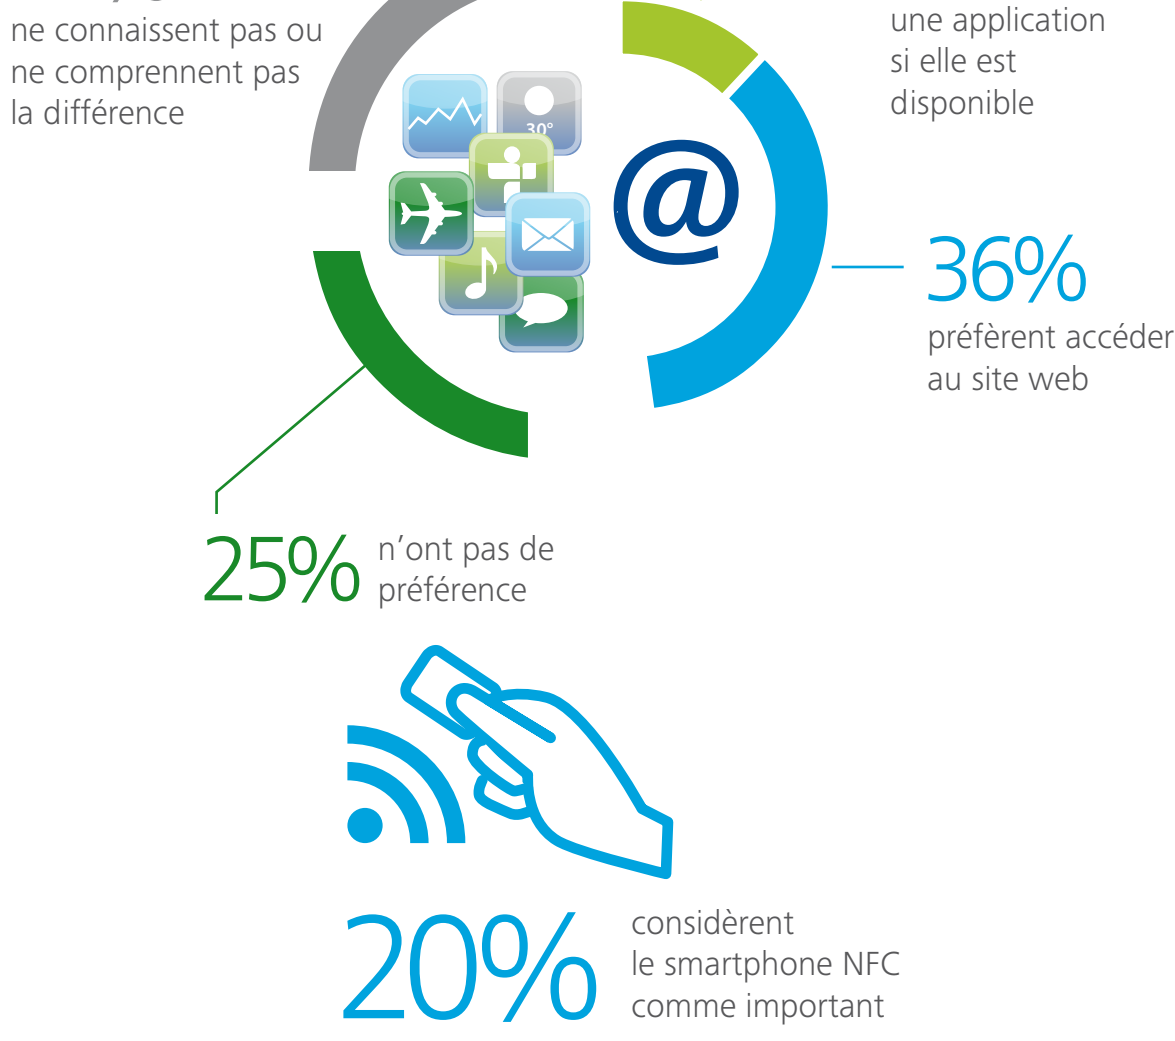 ne connaissent pas ou
ne comprennent pas
la différence
une application
si elle est
disponible
30°
@
36%
préfèrent accéder
au site web
25%
n’ont pas de
préférence
20%
considèrent
le smartphone NFC
comme important